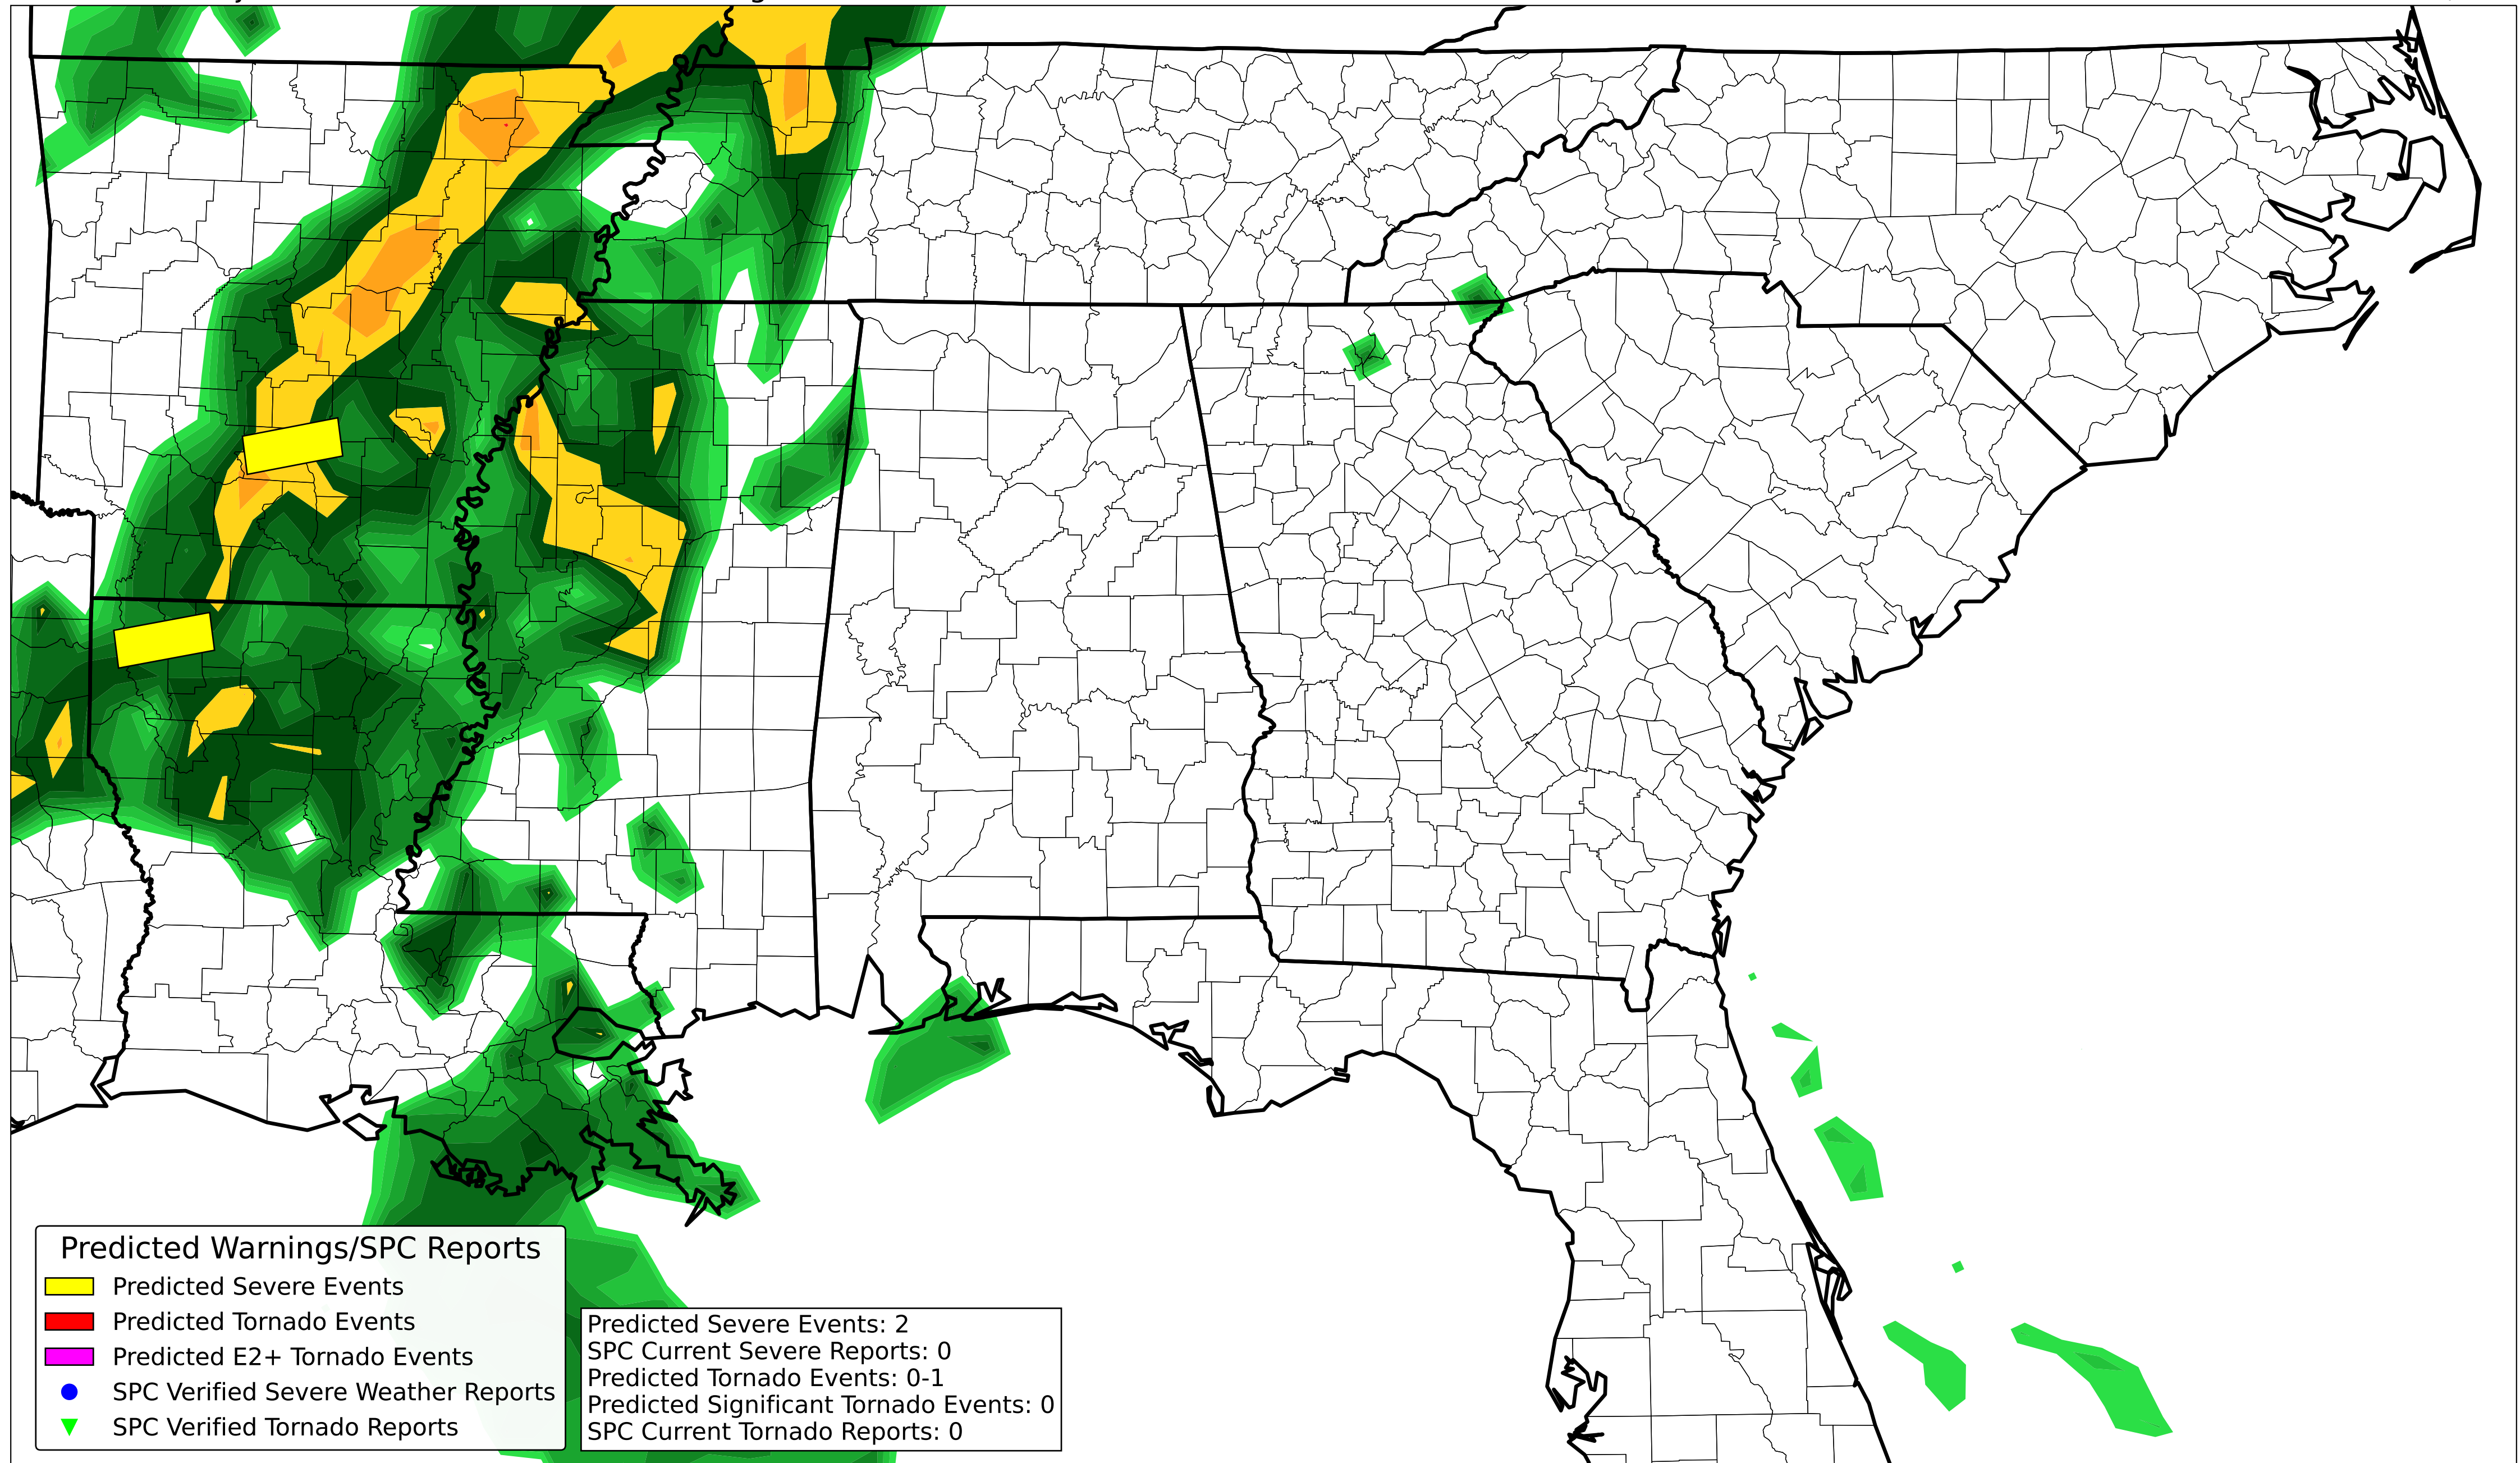 Predicted Warnings/SPC Reports
Predicted Severe Events
Predicted Tornado Events
Predicted E2+ Tornado Events
SPC Verified Severe Weather Reports
SPC Verified Tornado Reports
Predicted Severe Events: 2
SPC Current Severe Reports: 0
Predicted Tornado Events: 0-1
Predicted Significant Tornado Events: 0
SPC Current Tornado Reports: 0